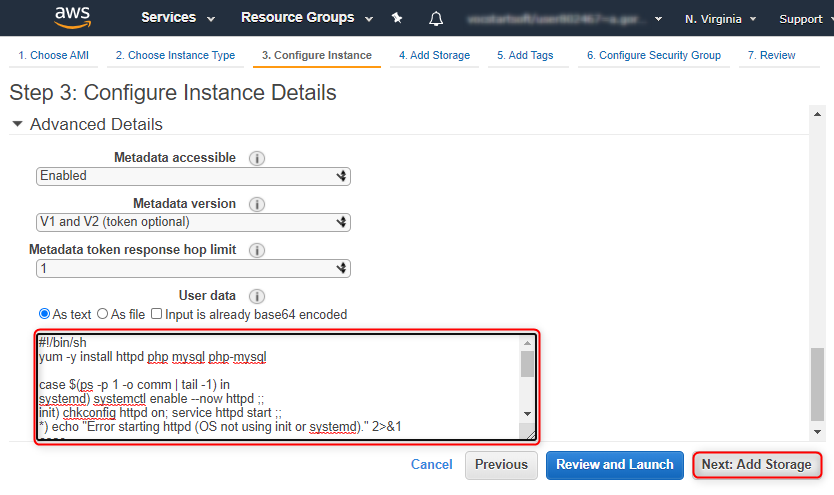 aws
Services
Resource Groups
N. Virginia
Support
1. Choose AMI
2. Choose Instance Type
3. Configure Instance
4. Add Storage
5. Add Tags
6. Configure Security Group
7. Review
Step 3: Configure Instance Details
Advanced Details
Metadata accessible
Enabled
Metadata version
V1 and V2 (token optional)
Metadata token response hop limit
1
User data
As text As file Input is already base64 encoded
#!/bin/sh
yum -y install httpd php mysql php-mysql
case $(ps -p 1 -o comm | tail -1) in
systemd) systemctl enable --now httpd ;;
init) chkconfig httpd on; service httpd start ;;
*) echo "Error starting httpd (OS not using init or systemd)." 2>&1
Cancel
Previous
Review and Launch
Next: Add Storage